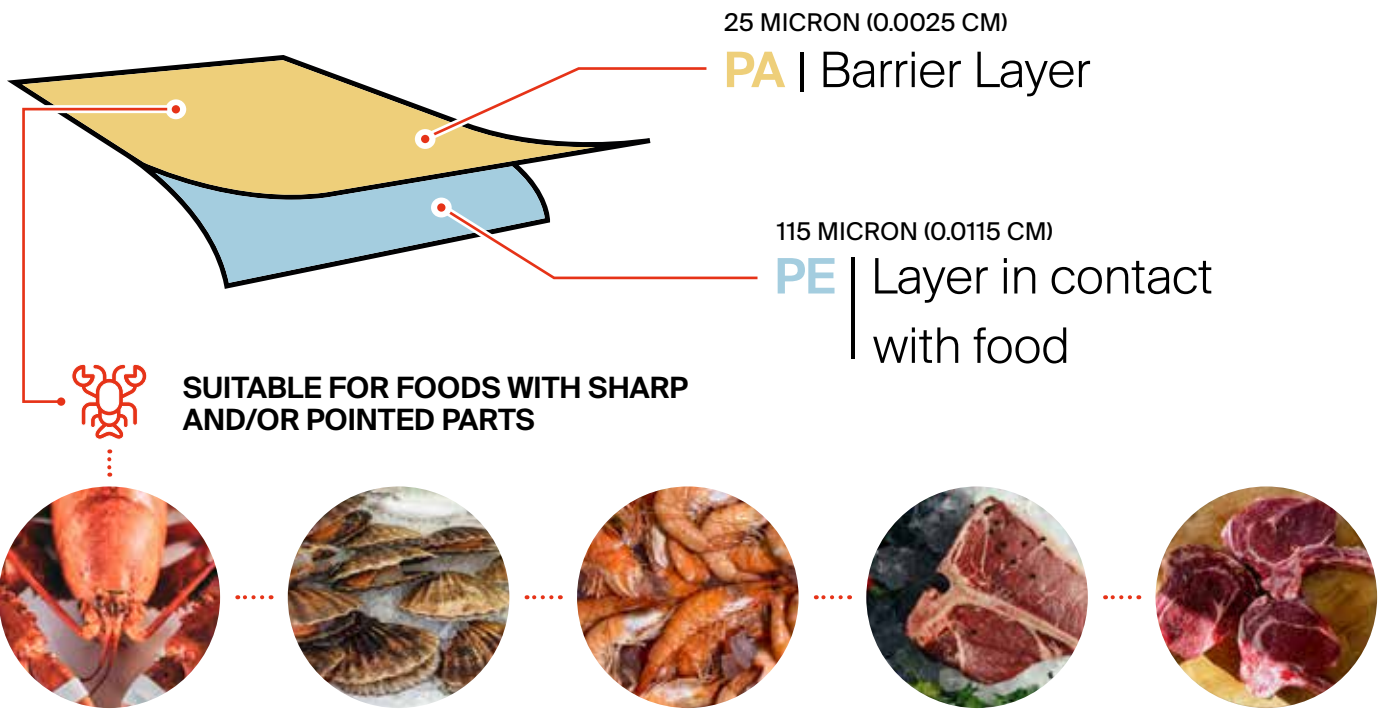 25 MICRON (0.0025 CM)
PA | Barrier Layer
115 MICRON (0.0115 CM)
PE | Layer in contact
with food
SUITABLE FOR FOODS WITH SHARP
AND/OR POINTED PARTS